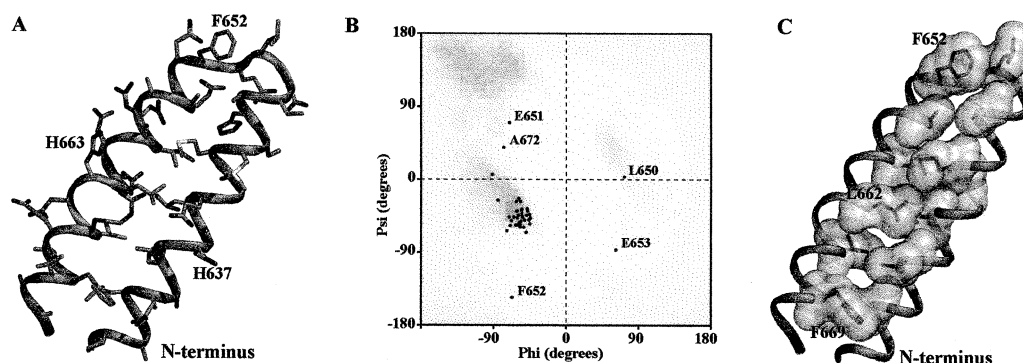 A
F652
H663
H637
N-terminus
B
180
90
0
-90
-180
Psi (degrees)
E651
A672
L650
E653
F652
-90
0
90
180
Phi (degrees)
C
F652
L662
F669
N-terminus